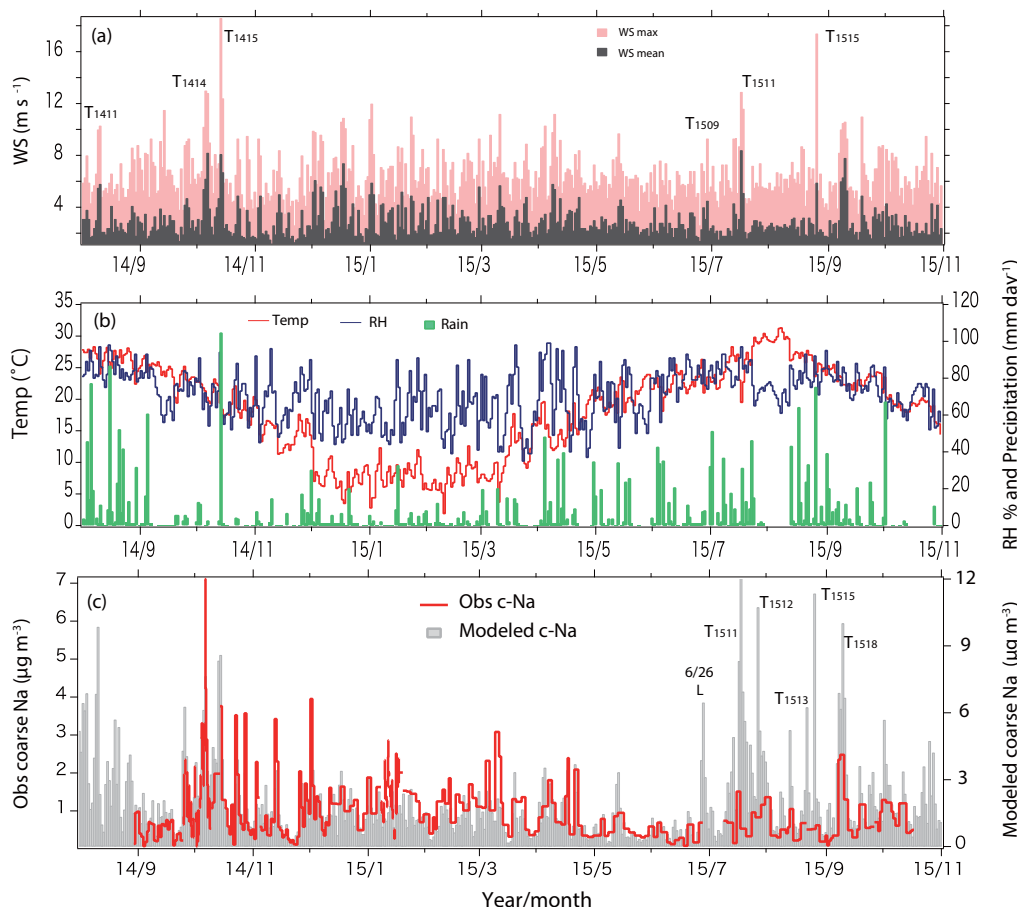 (a)
WS max
WS mean
T1411
T1414
T1415
T1509
T1511
T1515
WS (m s⁻¹)
16
12
8
4
14/9 14/11 15/1 15/3 15/5 15/7 15/9 15/11
(b)
Temp RH Rain
Temp (°C)
35
30
25
20
15
10
5
0
RH % and Precipitation (mm day⁻¹)
120
100
80
60
40
20
0
14/9 14/11 15/1 15/3 15/5 15/7 15/9 15/11
(c)
Obs c-Na
Modeled c-Na
6/26
L
T1511
T1512
T1513
T1515
T1518
Obs coarse Na (µg m⁻³)
7
6
5
4
3
2
1
Modeled coarse Na (µg m⁻³)
12
9
6
3
0
14/9 14/11 15/1 15/3 15/5 15/7 15/9 15/11
Year/month